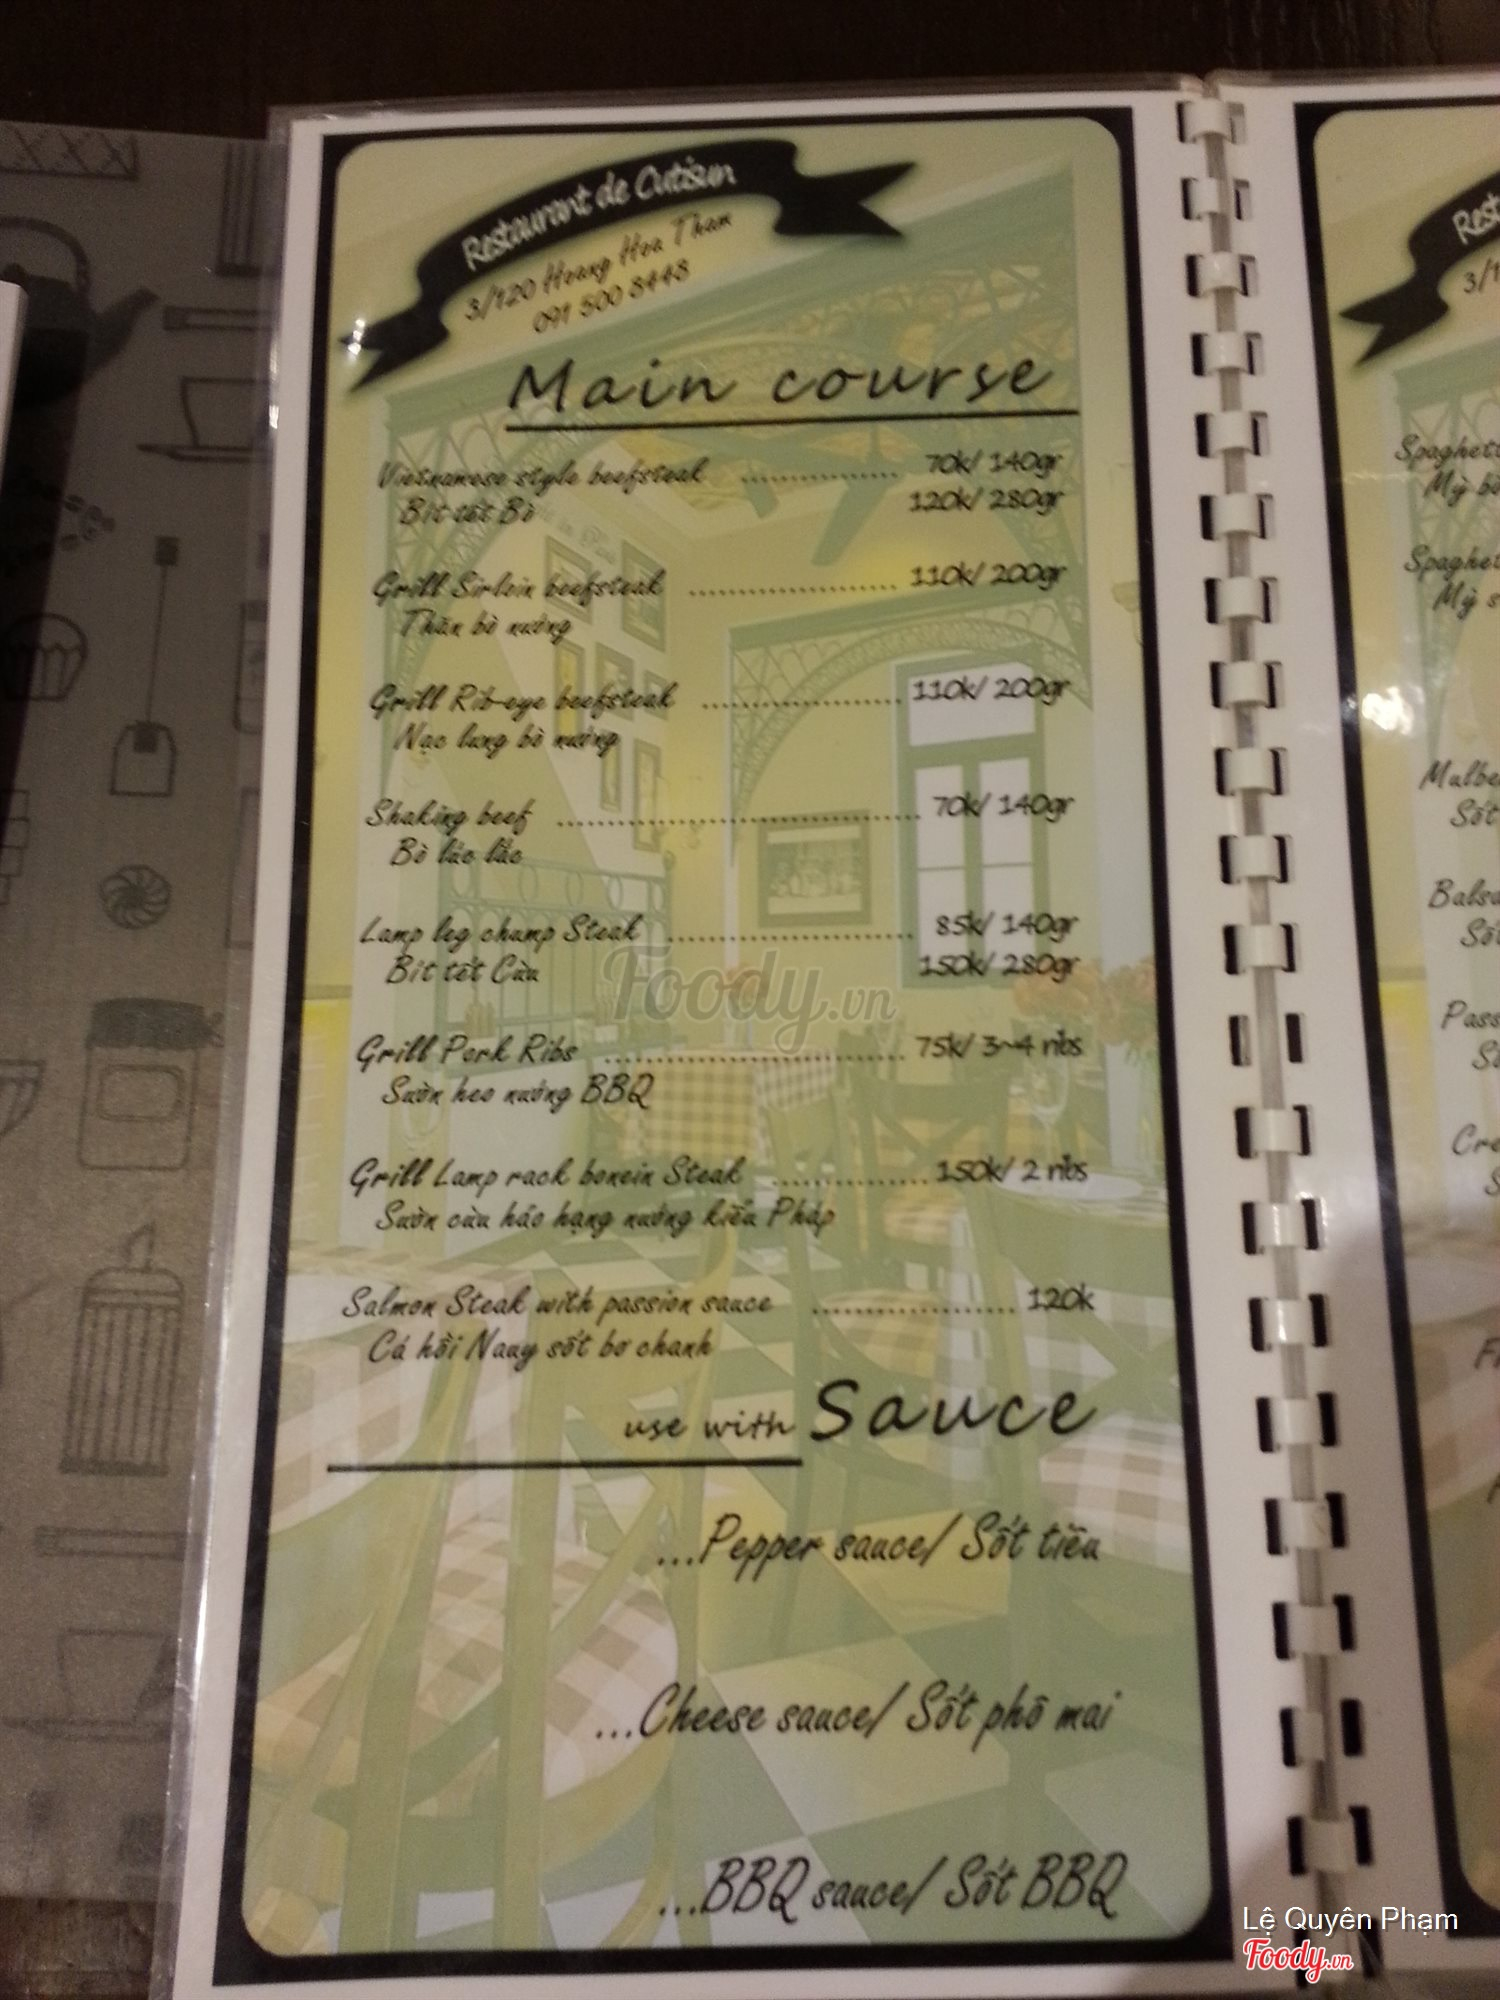 Restaurant de Cutisun
3/120 Hoang Hoa Tham
091 500 8448
Main course
Vietnamese style beefsteak .................. 70k/ 140gr
Bít tết Bò 120k/ 280gr
Grill Sirloin beefsteak ........................ 110k/ 200gr
Thăn bò nướng
Grill Rib-eye beefsteak ....................... 110k/ 200gr
Nạc lưng bò nướng
Shaking beef .......................................... 70k/ 140gr
Bò lúc lắc
Lamp leg chump Steak ............................ 85k/ 140gr
Bít tết Cừu 150k/ 280gr
Foody.vn
Grill Pork Ribs ................................... 75k/ 3~4 ribs
Sườn heo nướng BBQ
Grill Lamp rack bonein Steak .................. 150k/ 2 ribs
Sườn cừu hảo hạng nướng kiểu Pháp
Salmon Steak with passion sauce ....................... 120k
Cá hồi Nauy sốt bơ chanh
use with Sauce
...Pepper sauce/ Sốt tiêu
...Cheese sauce/ Sốt phô mai
...BBQ sauce/ Sốt BBQ
3/1
Mỳ
Sốt
Lệ Quyên Phạm
Foody.vn